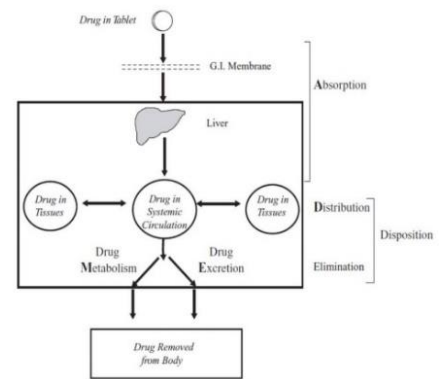 Drug in Tablet
G.I. Membrane
Absorption
Liver
Drug in
Tissues
Drug in
Systemic
Circulation
Drug in
Tissues
Distribution
Disposition
Drug
Metabolism
Drug
Excretion
Elimination
Drug Removed
from Body